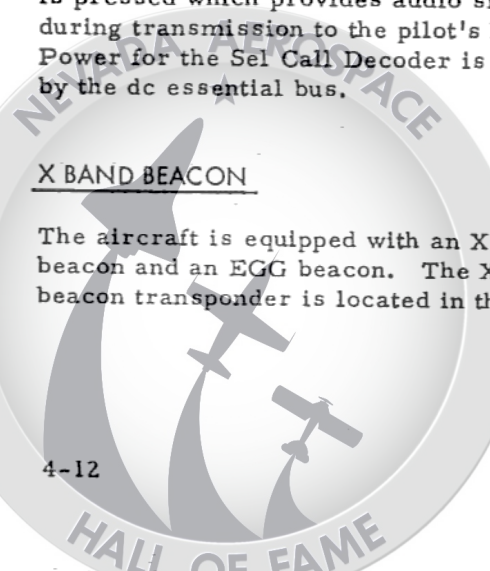 is pressed which provides audio si
during transmission to the pilot's
Power for the Sel Call Decoder is
by the dc essential bus.
X BAND BEACON
The aircraft is equipped with an X
beacon and an EGG beacon. The X
beacon transponder is located in th
4-12
NEVADA AEROSPACE
HALL OF FAME